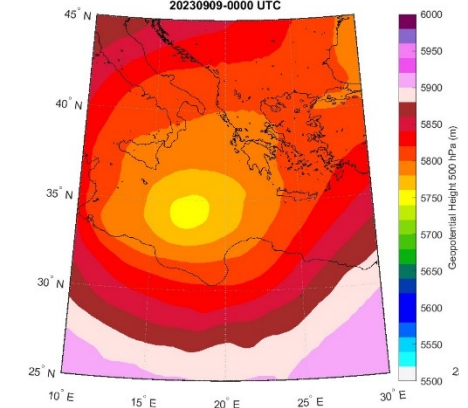 20230909-0000 UTC
45° N
40° N
35° N
30° N
25° N
10° E
15° E
20° E
25° E
30° E
6000
5950
5900
5850
5800
5750
5700
5650
5600
5550
5500
Geopotential Height 500 hPa (m)
2